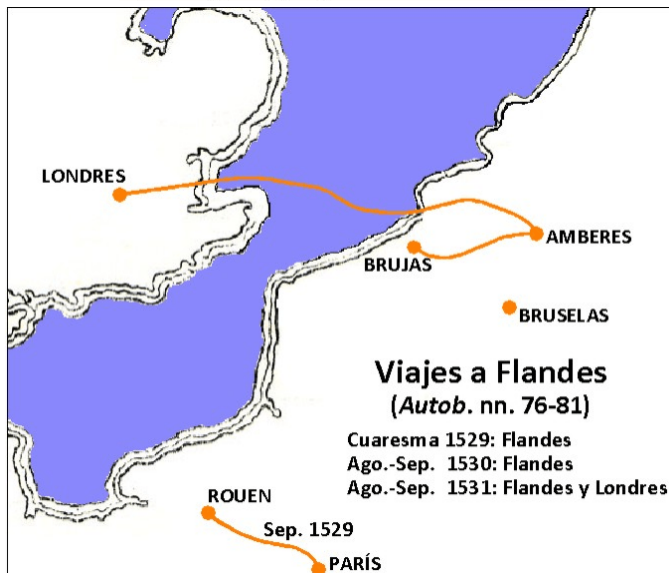 LONDRES
AMBERES
BRUJAS
BRUSELAS
Viajes a Flandes
(Autob. nn. 76-81)
Cuaresma 1529: Flandes
Ago.-Sep. 1530: Flandes
Ago.-Sep. 1531: Flandes y Londres
ROUEN
Sep. 1529
PARÍS